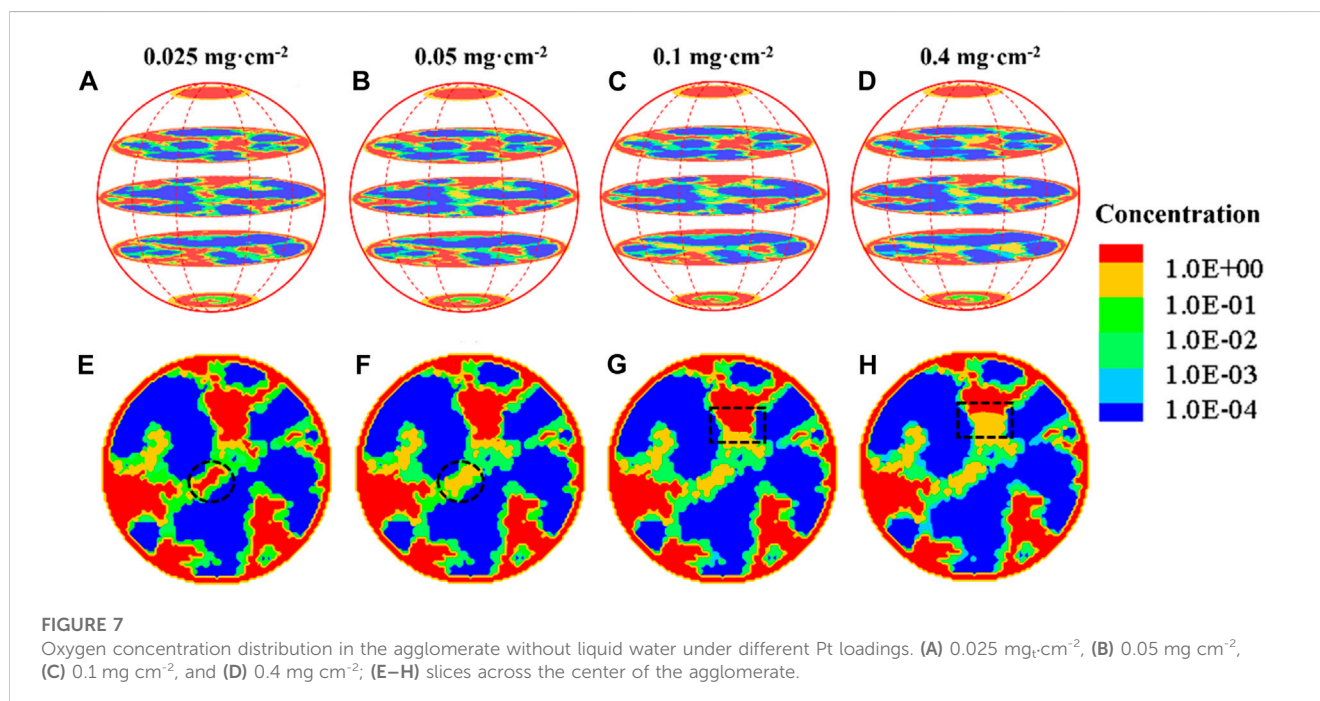 0.025 mg·cm⁻²
0.05 mg·cm⁻²
0.1 mg·cm⁻²
0.4 mg·cm⁻²
A
B
C
D
Concentration
1.0E+00
1.0E-01
1.0E-02
1.0E-03
1.0E-04
E
F
G
H
FIGURE 7
Oxygen concentration distribution in the agglomerate without liquid water under different Pt loadings. (A) 0.025 mgₜ·cm⁻², (B) 0.05 mg cm⁻²,
(C) 0.1 mg cm⁻², and (D) 0.4 mg cm⁻²; (E–H) slices across the center of the agglomerate.